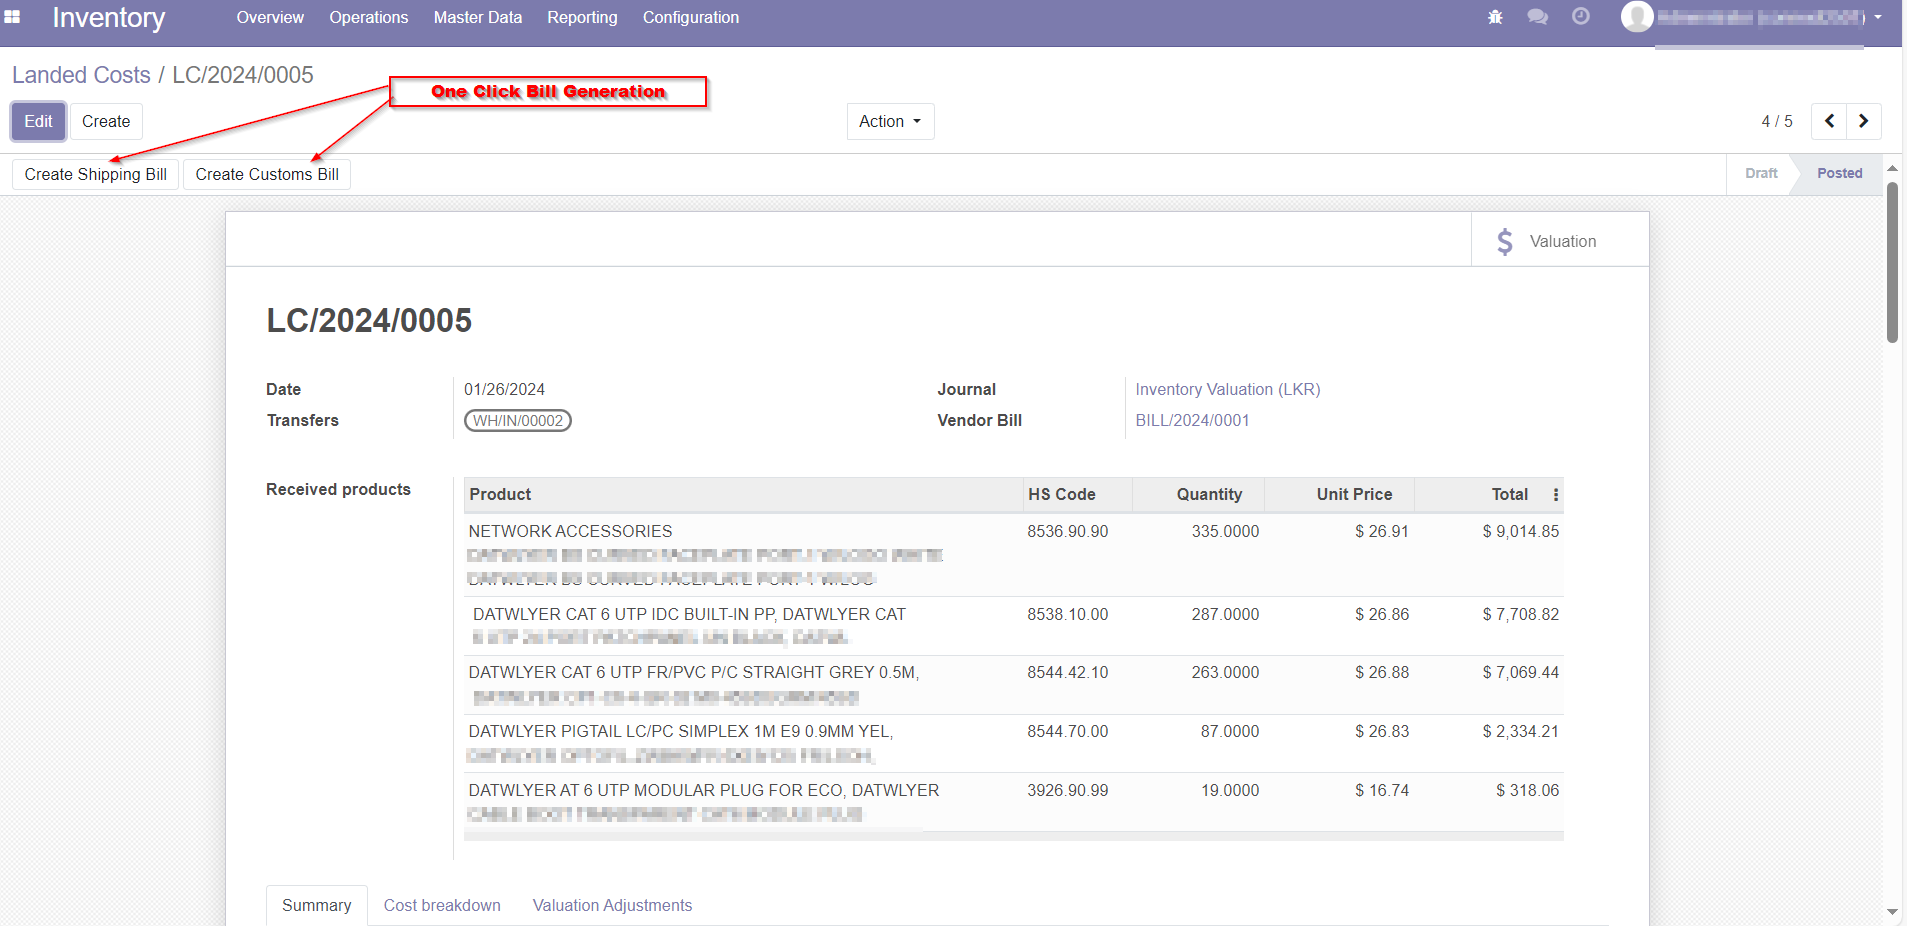 Inventory Overview Operations Master Data Reporting Configuration
Landed Costs / LC/2024/0005
One Click Bill Generation
Edit Create Action 4 / 5
Create Shipping Bill Create Customs Bill Draft Posted
$ Valuation
LC/2024/0005
Date 01/26/2024 Journal Inventory Valuation (LKR)
Transfers WH/IN/00002 Vendor Bill BILL/2024/0001
Received products
Product HS Code Quantity Unit Price Total
NETWORK ACCESSORIES 8536.90.90 335.0000 $ 26.91 $ 9,014.85
DATWLYER CAT 6 UTP IDC BUILT-IN PP, DATWLYER CAT 8538.10.00 287.0000 $ 26.86 $ 7,708.82
DATWLYER CAT 6 UTP FR/PVC P/C STRAIGHT GREY 0.5M, 8544.42.10 263.0000 $ 26.88 $ 7,069.44
DATWLYER PIGTAIL LC/PC SIMPLEX 1M E9 0.9MM YEL, 8544.70.00 87.0000 $ 26.83 $ 2,334.21
DATWLYER AT 6 UTP MODULAR PLUG FOR ECO, DATWLYER 3926.90.99 19.0000 $ 16.74 $ 318.06
Summary Cost breakdown Valuation Adjustments